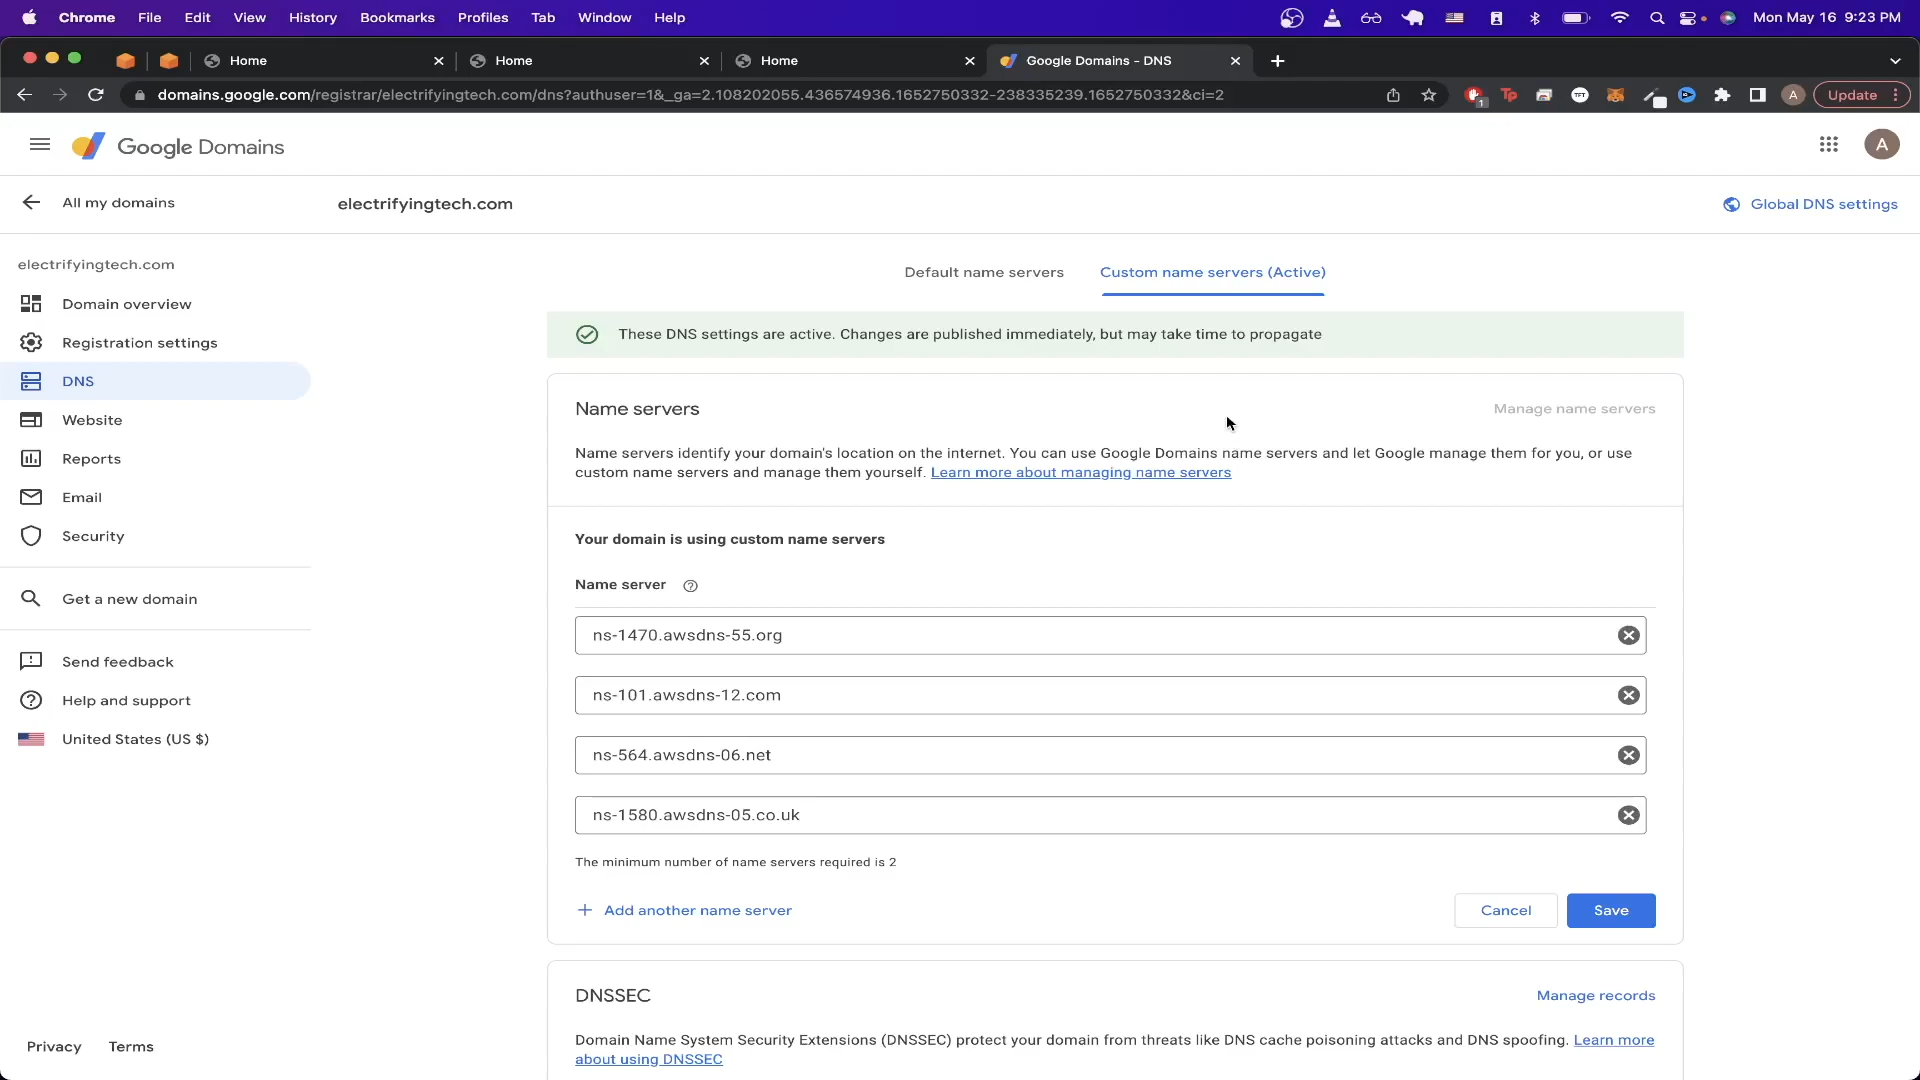 Chrome File Edit View History Bookmarks Profiles Tab Window Help Mon May 16 9:23 PM
Home Home Home Google Domains - DNS
domains.google.com/registrar/electrifyingtech.com/dns?authuser=1&_ga=2.108202055.436574936.1652750332-238335239.1652750332&ci=2 1 TP TFT A Update
Google Domains A
All my domains electrifyingtech.com Global DNS settings
electrifyingtech.com
Domain overview
Registration settings
DNS
Website
Reports
Email
Security
Get a new domain
Send feedback
Help and support
United States (US $)
Privacy Terms
Default name servers Custom name servers (Active)
These DNS settings are active. Changes are published immediately, but may take time to propagate
Name servers Manage name servers
Name servers identify your domain's location on the internet. You can use Google Domains name servers and let Google manage them for you, or use
custom name servers and manage them yourself. Learn more about managing name servers
Your domain is using custom name servers
Name server
ns-1470.awsdns-55.org
ns-101.awsdns-12.com
ns-564.awsdns-06.net
ns-1580.awsdns-05.co.uk
The minimum number of name servers required is 2
Add another name server Cancel Save
DNSSEC Manage records
Domain Name System Security Extensions (DNSSEC) protect your domain from threats like DNS cache poisoning attacks and DNS spoofing. Learn more
about using DNSSEC